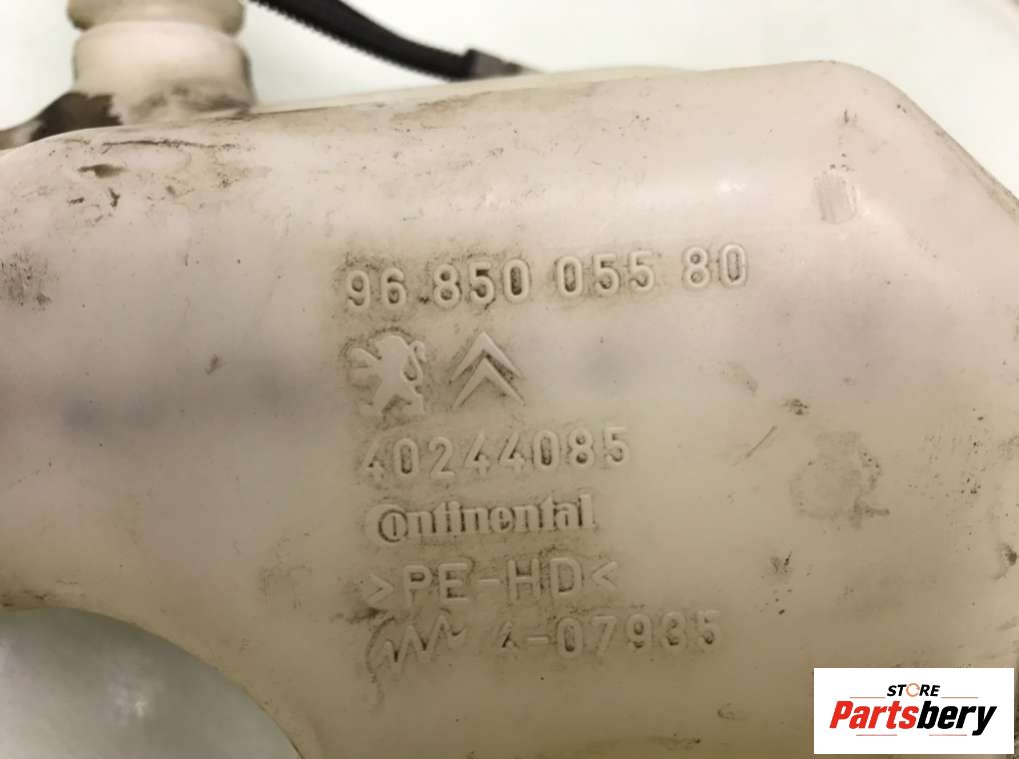 96 850 055 80
40244085
Continental
>PE-HD<
4-07935
STORE
Partsbery